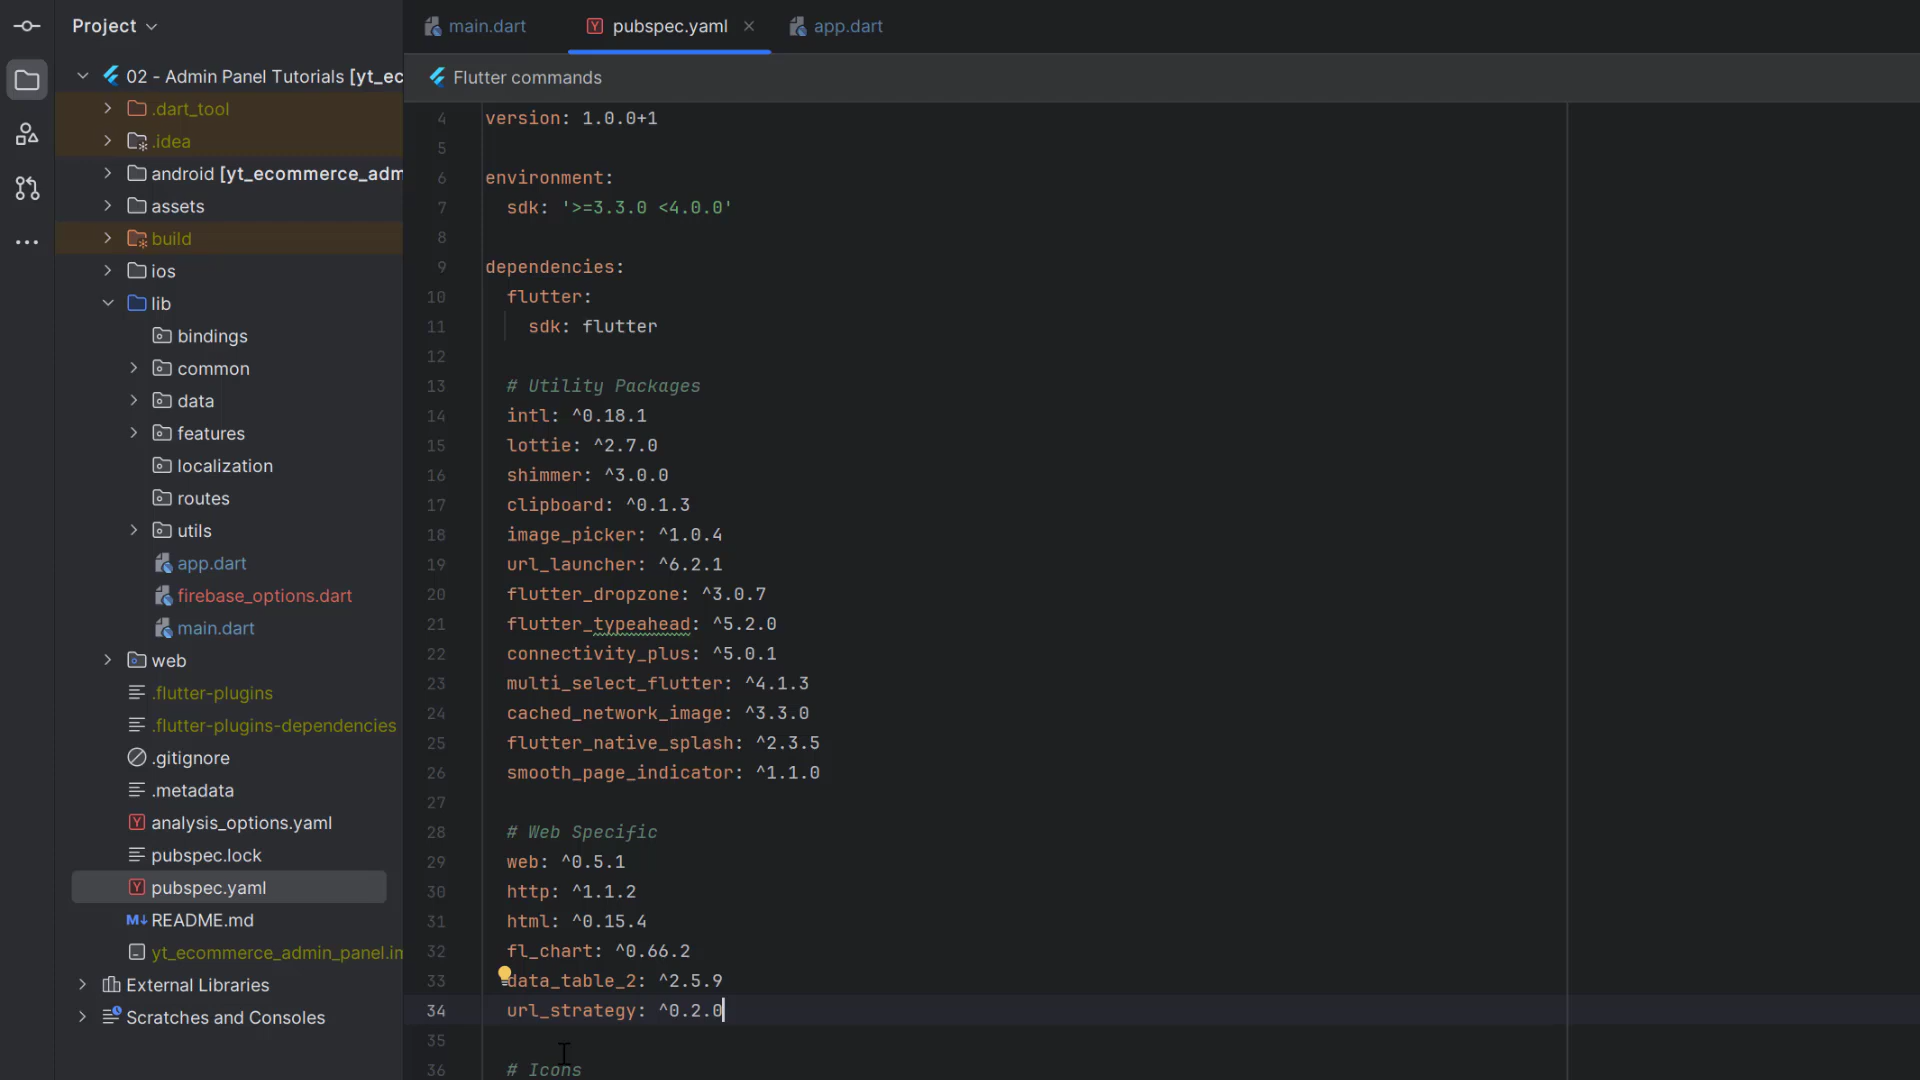 Project
main.dart
pubspec.yaml
app.dart
02 - Admin Panel Tutorials [yt_ec
.dart_tool
.idea
android [yt_ecommerce_adm
assets
build
ios
lib
bindings
common
data
features
localization
routes
utils
app.dart
firebase_options.dart
main.dart
web
.flutter-plugins
.flutter-plugins-dependencies
.gitignore
.metadata
analysis_options.yaml
pubspec.lock
pubspec.yaml
README.md
yt_ecommerce_admin_panel.im
External Libraries
Scratches and Consoles
Flutter commands
4 version: 1.0.0+1
5
6 environment:
7 sdk: '>=3.3.0 <4.0.0'
8
9 dependencies:
10 flutter:
11 sdk: flutter
12
13 # Utility Packages
14 intl: ^0.18.1
15 lottie: ^2.7.0
16 shimmer: ^3.0.0
17 clipboard: ^0.1.3
18 image_picker: ^1.0.4
19 url_launcher: ^6.2.1
20 flutter_dropzone: ^3.0.7
21 flutter_typeahead: ^5.2.0
22 connectivity_plus: ^5.0.1
23 multi_select_flutter: ^4.1.3
24 cached_network_image: ^3.3.0
25 flutter_native_splash: ^2.3.5
26 smooth_page_indicator: ^1.1.0
27
28 # Web Specific
29 web: ^0.5.1
30 http: ^1.1.2
31 html: ^0.15.4
32 fl_chart: ^0.66.2
33 data_table_2: ^2.5.9
34 url_strategy: ^0.2.0
35
36 # Icons